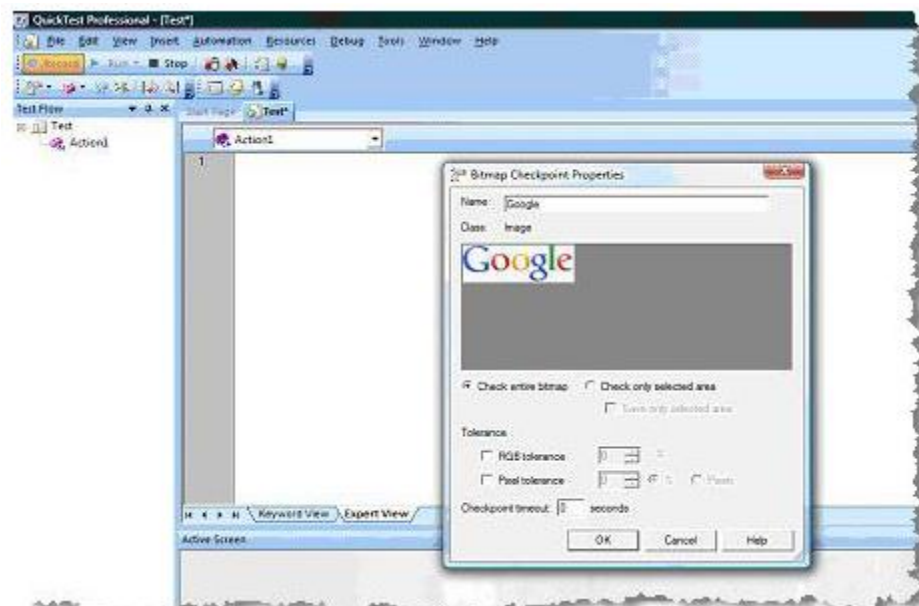 QuickTest Professional - [Test*]
File Edit View Insert Automation Resources Debug Tools Window Help
Record Run Stop
Test Flow
Start Page Test*
Test
Action1
Action1
1
Bitmap Checkpoint Properties
Name: Google
Class: Image
Google
Check entire bitmap Check only selected area
Save only selected area
Tolerance
RGB tolerance 0 %
Pixel tolerance 0 % Pixels
Checkpoint timeout: 0 seconds
OK Cancel Help
Keyword View Expert View
Active Screen